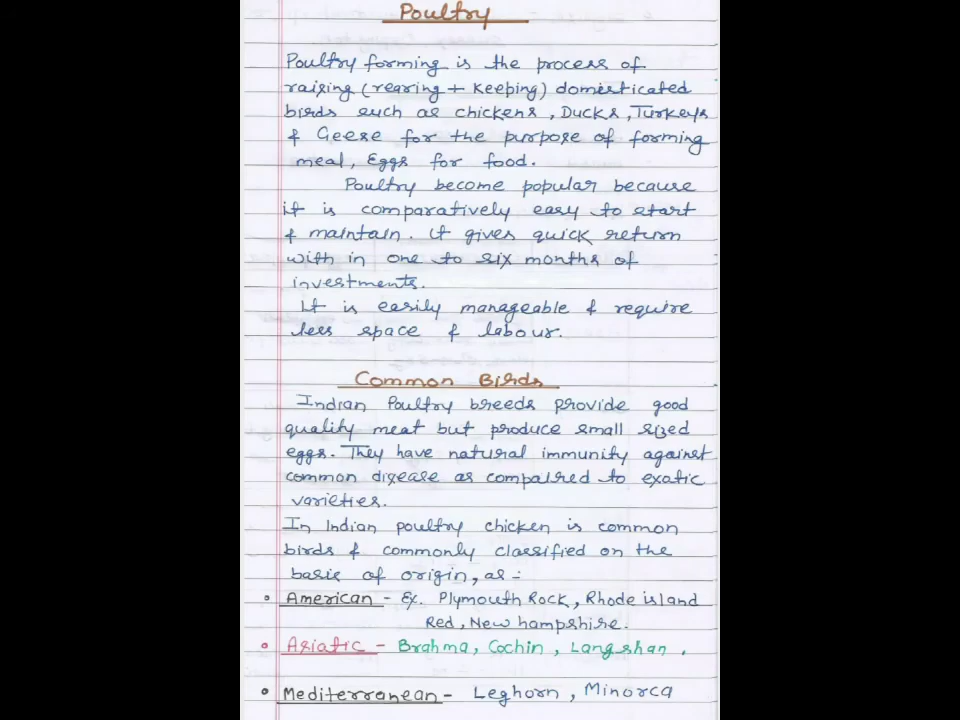 Poultry
Poultry forming is the process of
raising (rearing + Keeping) domesticated
birds such as chickens, Ducks, Turkeys
& Geese for the purpose of forming
meal, Eggs for food.
Poultry become popular because
it is comparatively easy to start
& maintain. It gives quick return
with in one to six months of
investments.
It is easily manageable & require
less space & labour.
Common Birds
Indian Poultry breeds provide good
quality meat but produce small sized
eggs. They have natural immunity against
common disease as compaired to exatic
varieties.
In Indian poultry chicken is common
birds & commonly classified on the
basic of origin, as :-
• American - Ex. Plymouth Rock, Rhode island
Red, New hampshire.
• Asiatic - Brahma, Cochin, Langshan,
• Mediterranean - Leghorn, Minorca